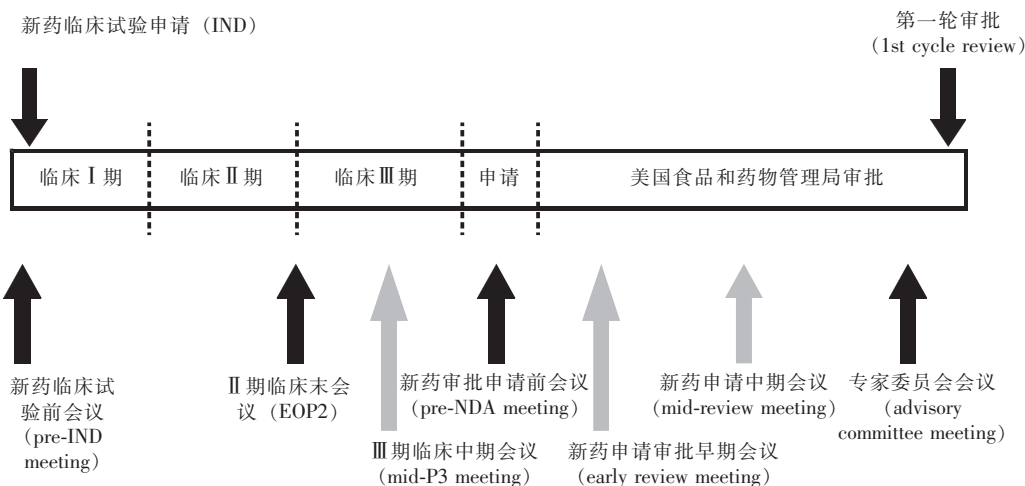 新药临床试验申请（IND）
第一轮审批
（1st cycle review）
临床Ⅰ期
临床Ⅱ期
临床Ⅲ期
申请
美国食品和药物管理局审批
新药临床试
验前会议
（pre-IND
meeting）
Ⅱ期临床末会
议（EOP2）
Ⅲ期临床中期会议
（mid-P3 meeting）
新药审批申请前会议
（pre-NDA meeting）
新药申请审批早期会议
（early review meeting）
新药申请中期会议
（mid-review meeting）
专家委员会会议
（advisory
committee meeting）